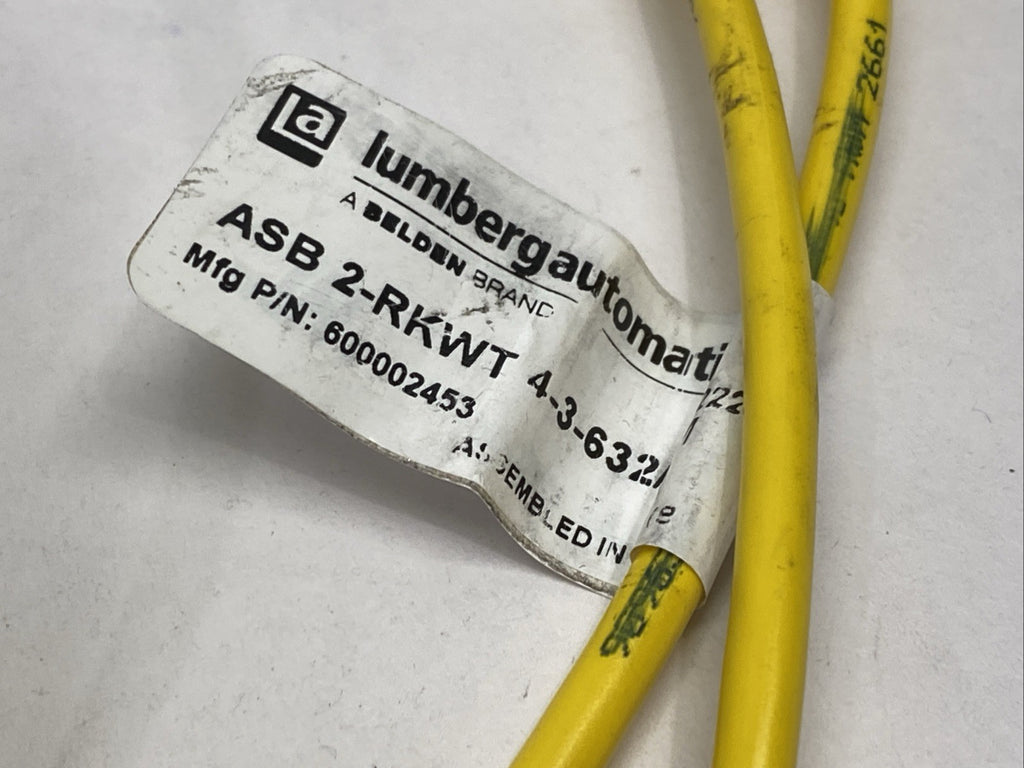 la
lumbergautomati
A BELDEN BRAND
ASB 2-RKWT 4-3-632/
Mfg P/N: 600002453
ASSEMBLED IN
2661